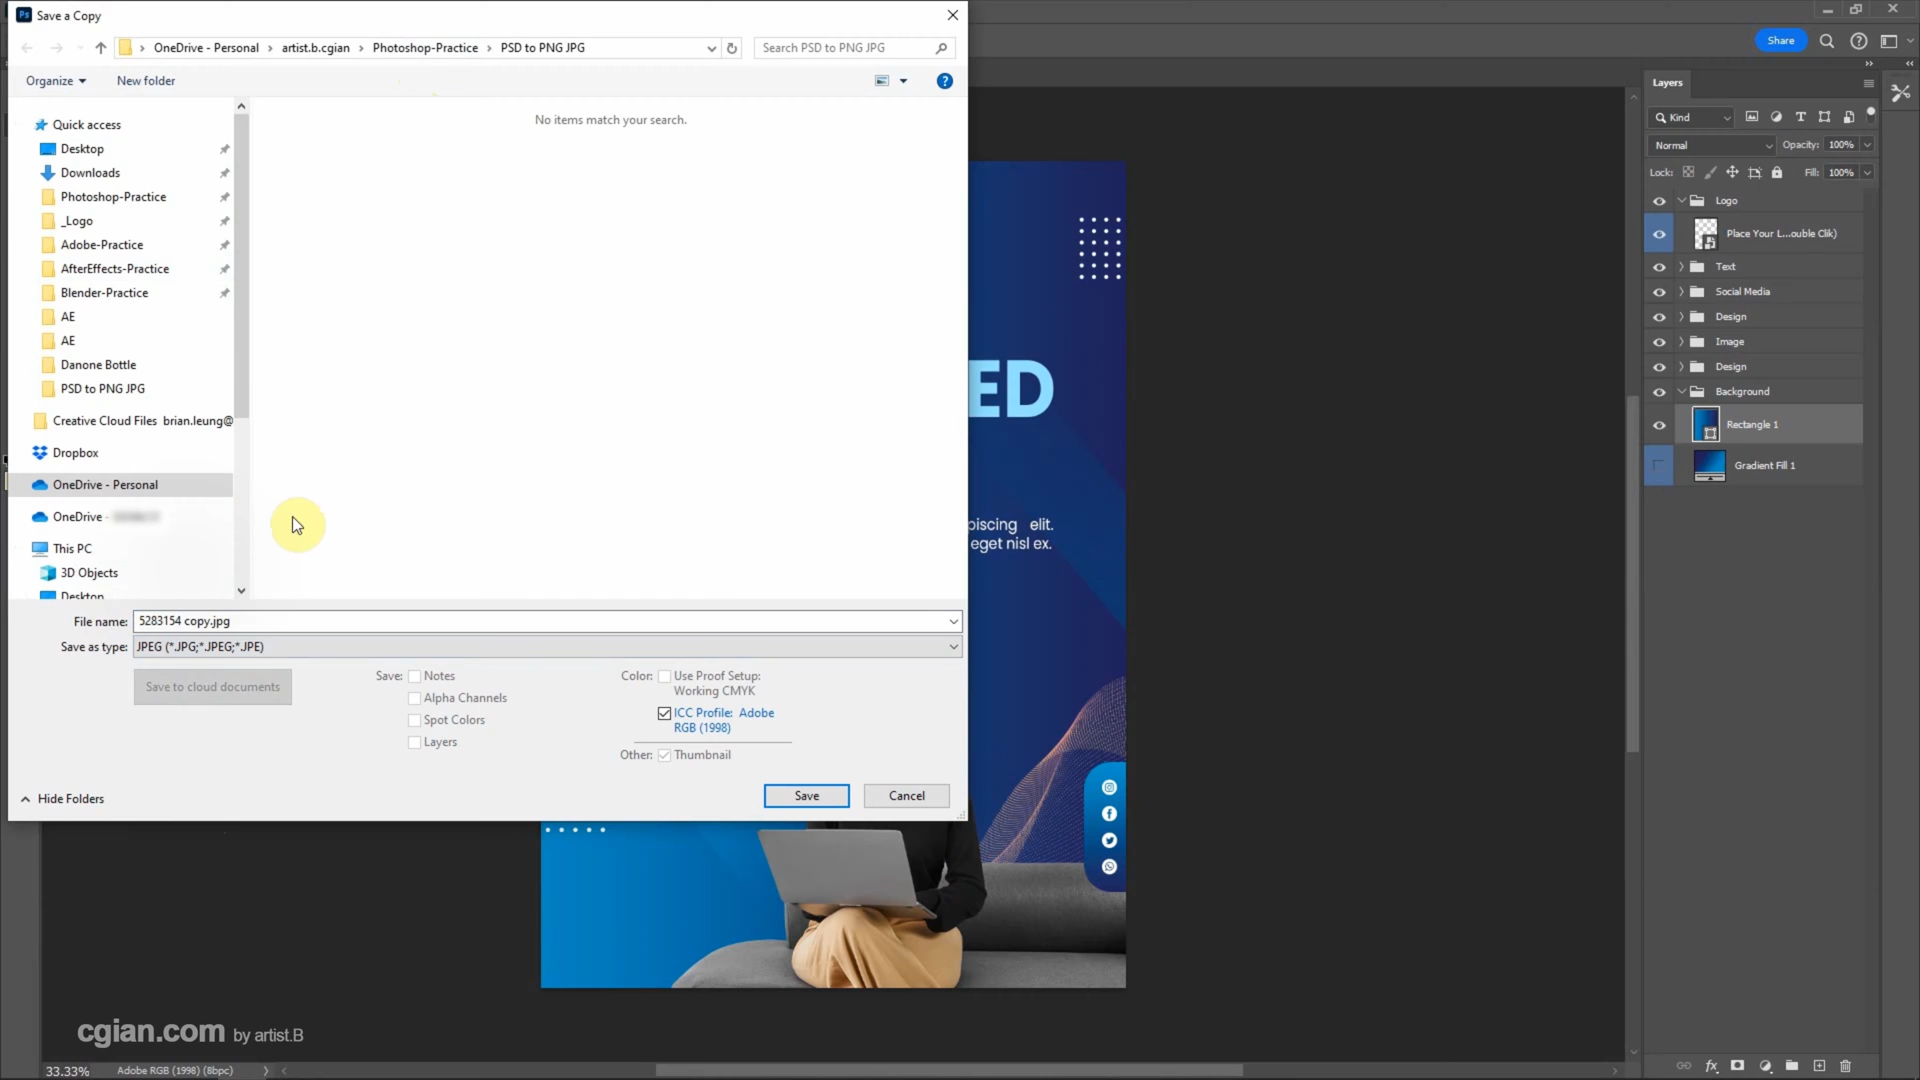 Save a Copy
OneDrive - Personal > artist.b.cgian > Photoshop-Practice > PSD to PNG JPG
Search PSD to PNG JPG
Organize
New folder
No items match your search.
Quick access
Desktop
Downloads
Photoshop-Practice
_Logo
Adobe-Practice
AfterEffects-Practice
Blender-Practice
AE
AE
Danone Bottle
PSD to PNG JPG
Creative Cloud Files brian.leung@
Dropbox
OneDrive - Personal
OneDrive -
This PC
3D Objects
Desktop
File name: 5283154 copy.jpg
Save as type: JPEG (*.JPG;*.JPEG;*.JPE)
Save to cloud documents
Save: Notes
Alpha Channels
Spot Colors
Layers
Color: Use Proof Setup:
Working CMYK
ICC Profile: Adobe
RGB (1998)
Other: Thumbnail
Hide Folders
Save
Cancel
ED
piscing elit.
eget nisl ex.
Share
Layers
Kind
Normal
Opacity: 100%
Lock:
Fill: 100%
Logo
Place Your L...ouble Clik)
Text
Social Media
Design
Image
Design
Background
Rectangle 1
Gradient Fill 1
cgian.com by artist.B
33.33%
Adobe RGB (1998) (8bpc)